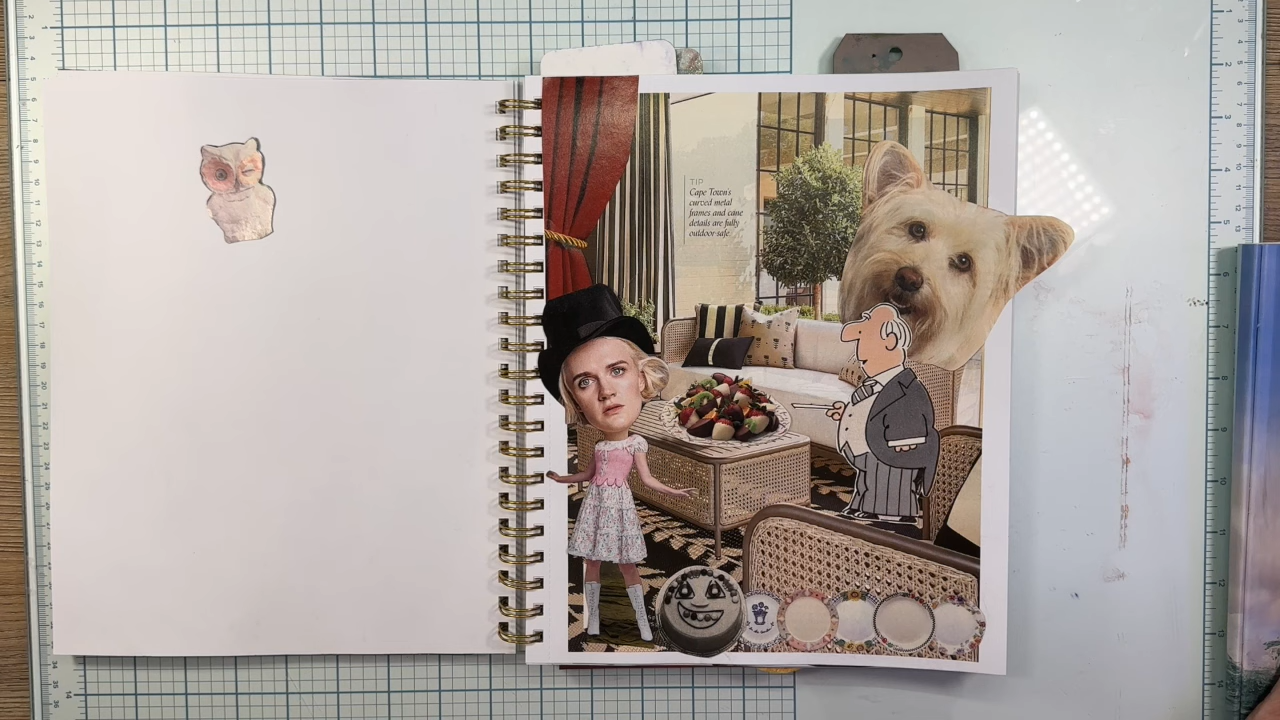 TIP
Cape Town's
curved metal
frames and cane
details are fully
outdoor-safe.